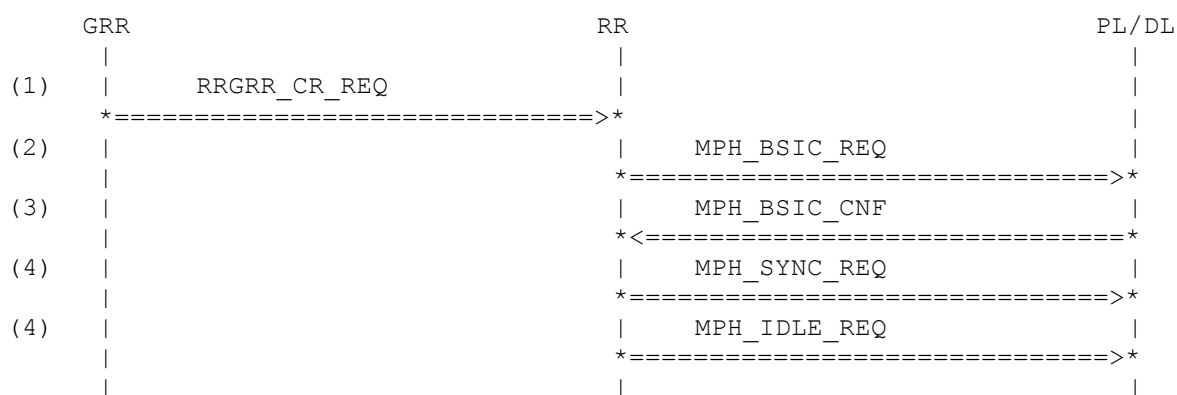 GRR RR PL/DL
(1) RRGRR_CR_REQ
(2) MPH_BSIC_REQ
(3) MPH_BSIC_CNF
(4) MPH_SYNC_REQ
(4) MPH_IDLE_REQ